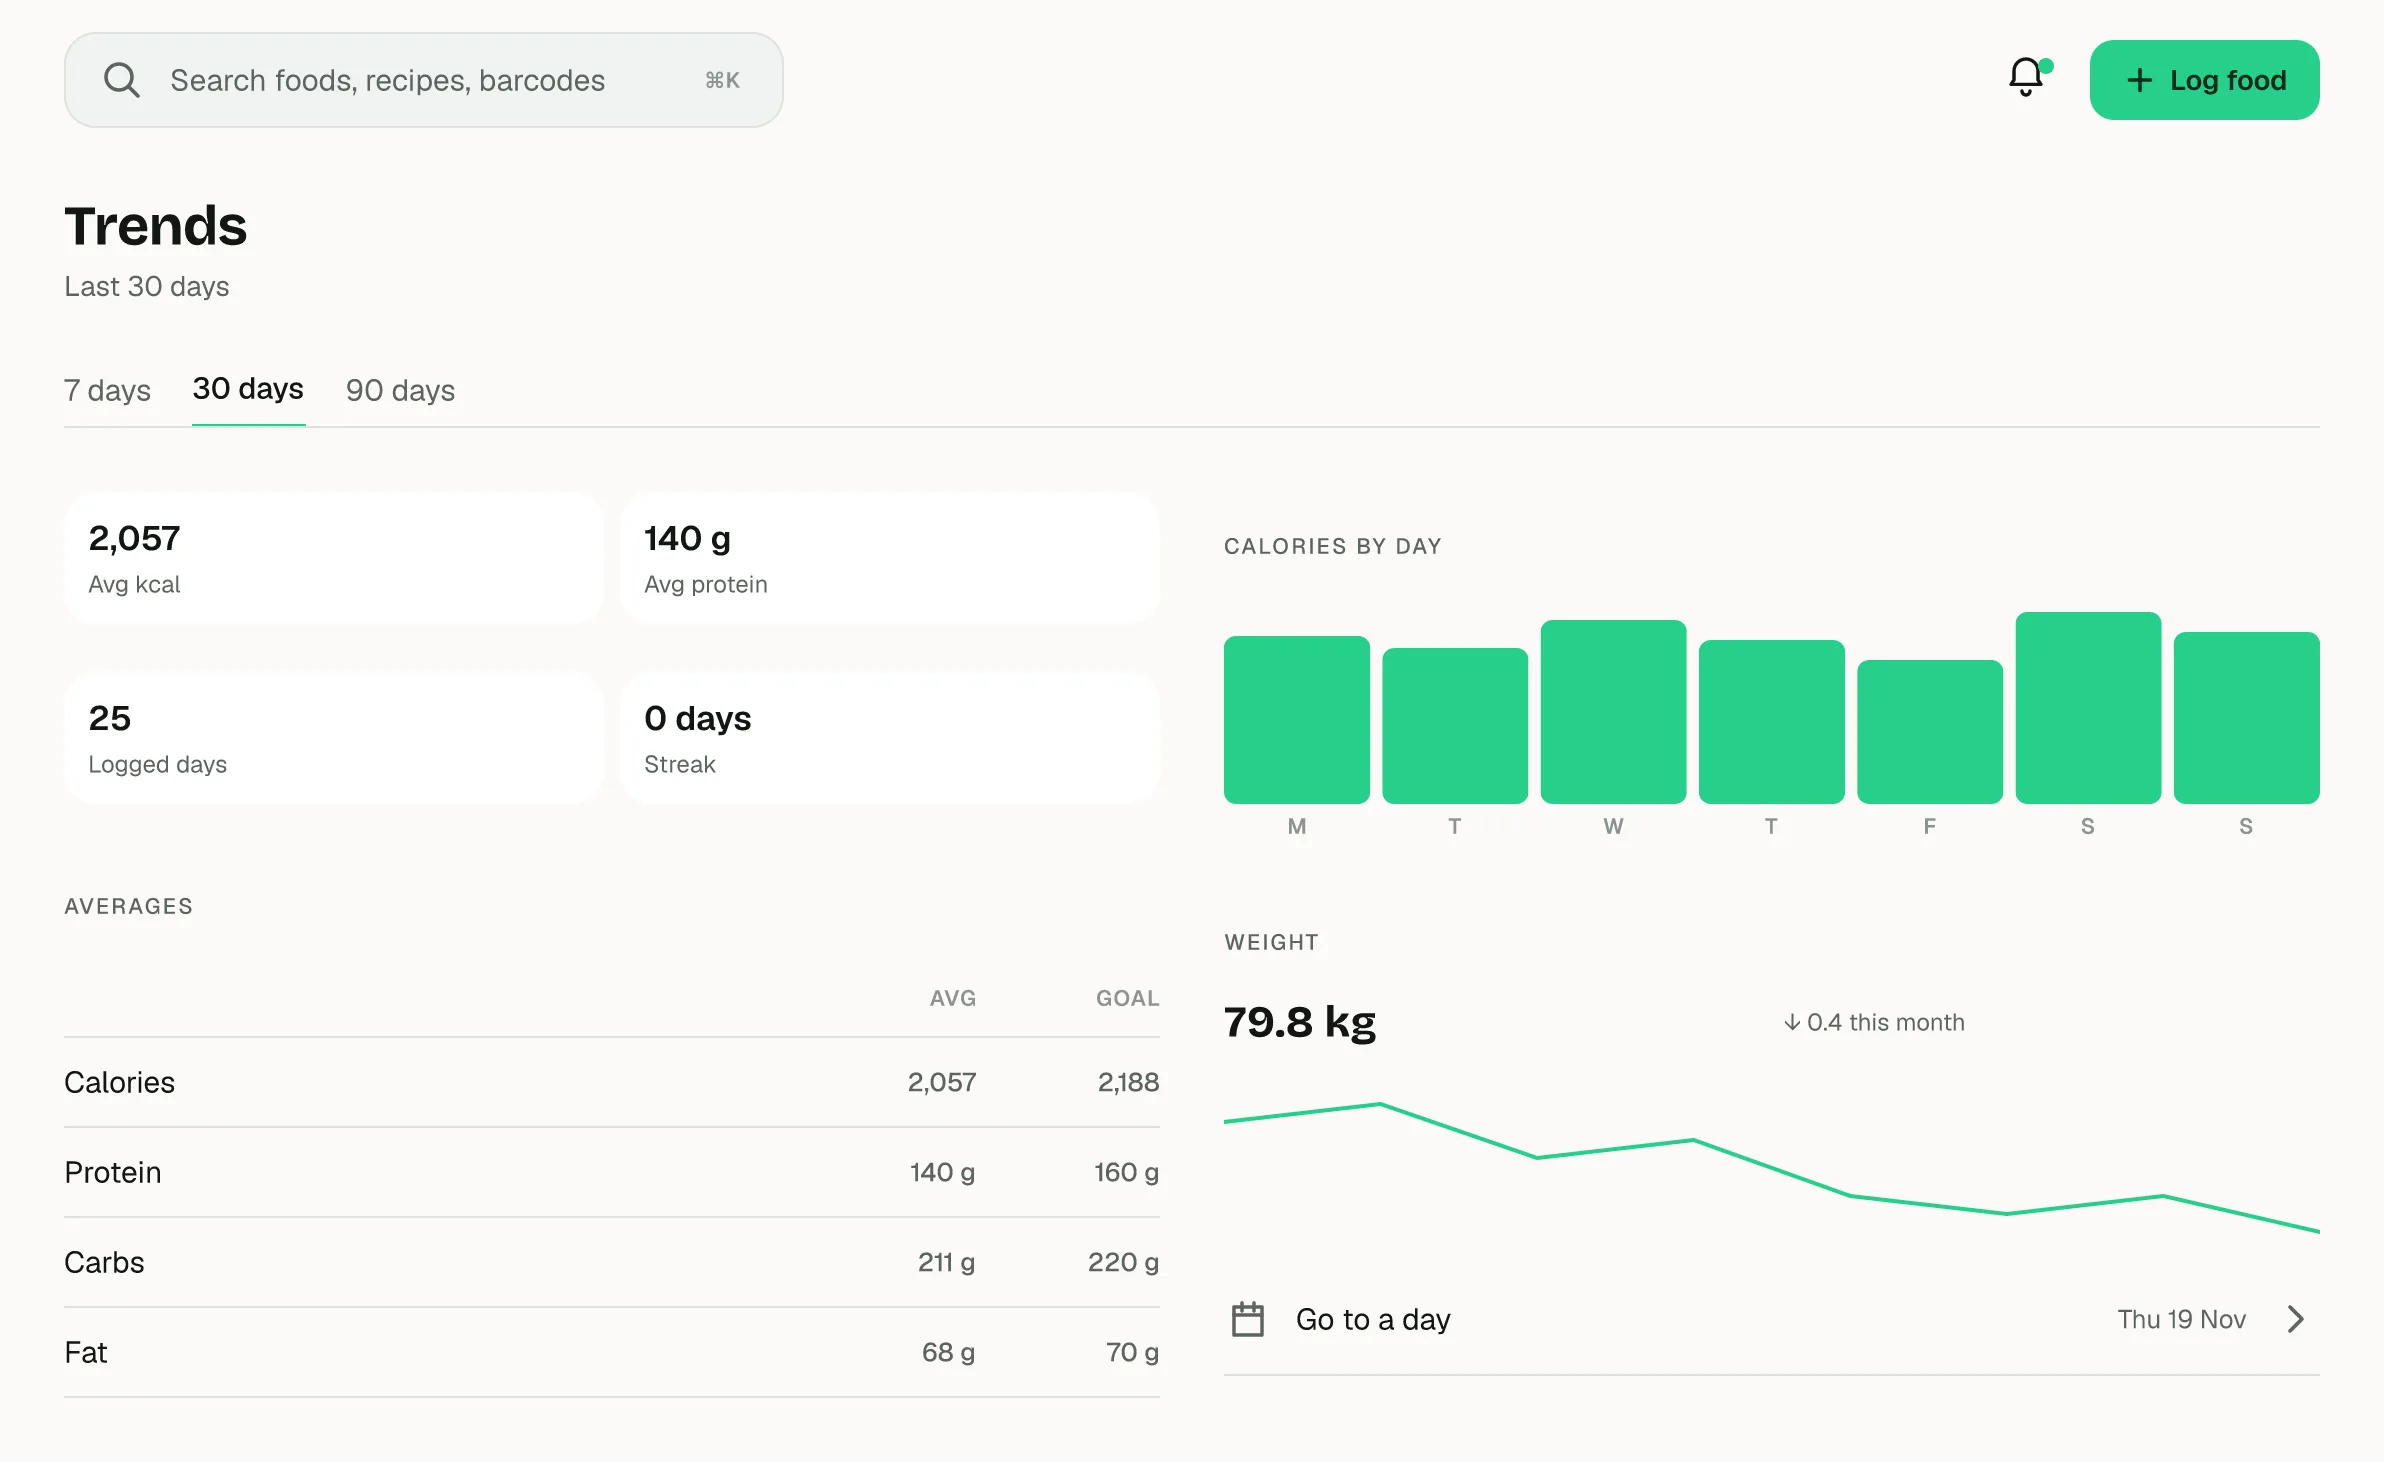 Search foods, recipes, barcodes ⌘K
+ Log food
Trends
Last 30 days
7 days 30 days 90 days
2,057
Avg kcal
140 g
Avg protein
25
Logged days
0 days
Streak
AVERAGES
AVG GOAL
Calories 2,057 2,188
Protein 140 g 160 g
Carbs 211 g 220 g
Fat 68 g 70 g
CALORIES BY DAY
M T W T F S S
WEIGHT
79.8 kg ↓ 0.4 this month
Go to a day Thu 19 Nov